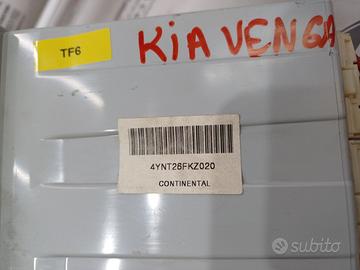 TF6
KiA VENGA
4YNT26FKZ020
CONTINENTAL
subito